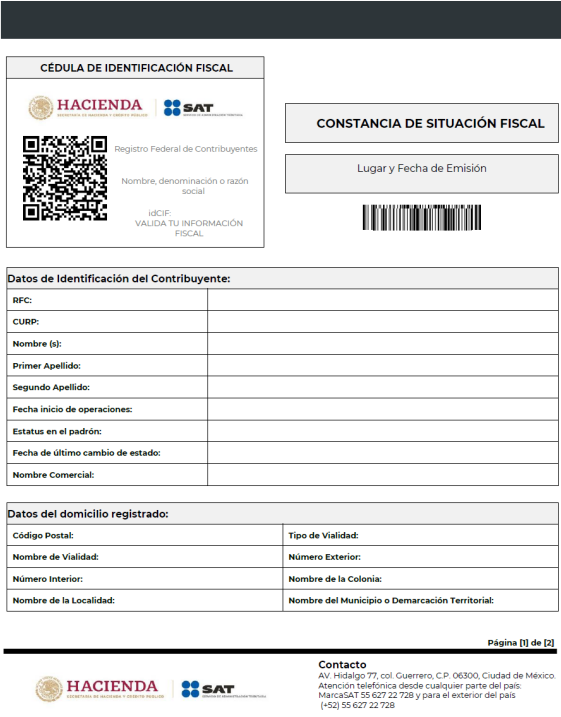 CÉDULA DE IDENTIFICACIÓN FISCAL
HACIENDA
SECRETARÍA DE HACIENDA Y CRÉDITO PÚBLICO
SAT
SERVICIO DE ADMINISTRACIÓN TRIBUTARIA
Registro Federal de Contribuyentes
Nombre, denominación o razón
social
idCIF:
VALIDA TU INFORMACIÓN
FISCAL
CONSTANCIA DE SITUACIÓN FISCAL
Lugar y Fecha de Emisión
Datos de Identificación del Contribuyente:
RFC:
CURP:
Nombre (s):
Primer Apellido:
Segundo Apellido:
Fecha inicio de operaciones:
Estatus en el padrón:
Fecha de último cambio de estado:
Nombre Comercial:
Datos del domicilio registrado:
Código Postal:
Tipo de Vialidad:
Nombre de Vialidad:
Número Exterior:
Número Interior:
Nombre de la Colonia:
Nombre de la Localidad:
Nombre del Municipio o Demarcación Territorial:
Página [1] de [2]
HACIENDA
SECRETARÍA DE HACIENDA Y CRÉDITO PÚBLICO
SAT
SERVICIO DE ADMINISTRACIÓN TRIBUTARIA
Contacto
AV. Hidalgo 77, col. Guerrero, C.P. 06300, Ciudad de México.
Atención telefónica desde cualquier parte del país:
MarcaSAT 55 627 22 728 y para el exterior del país
(+52) 55 627 22 728